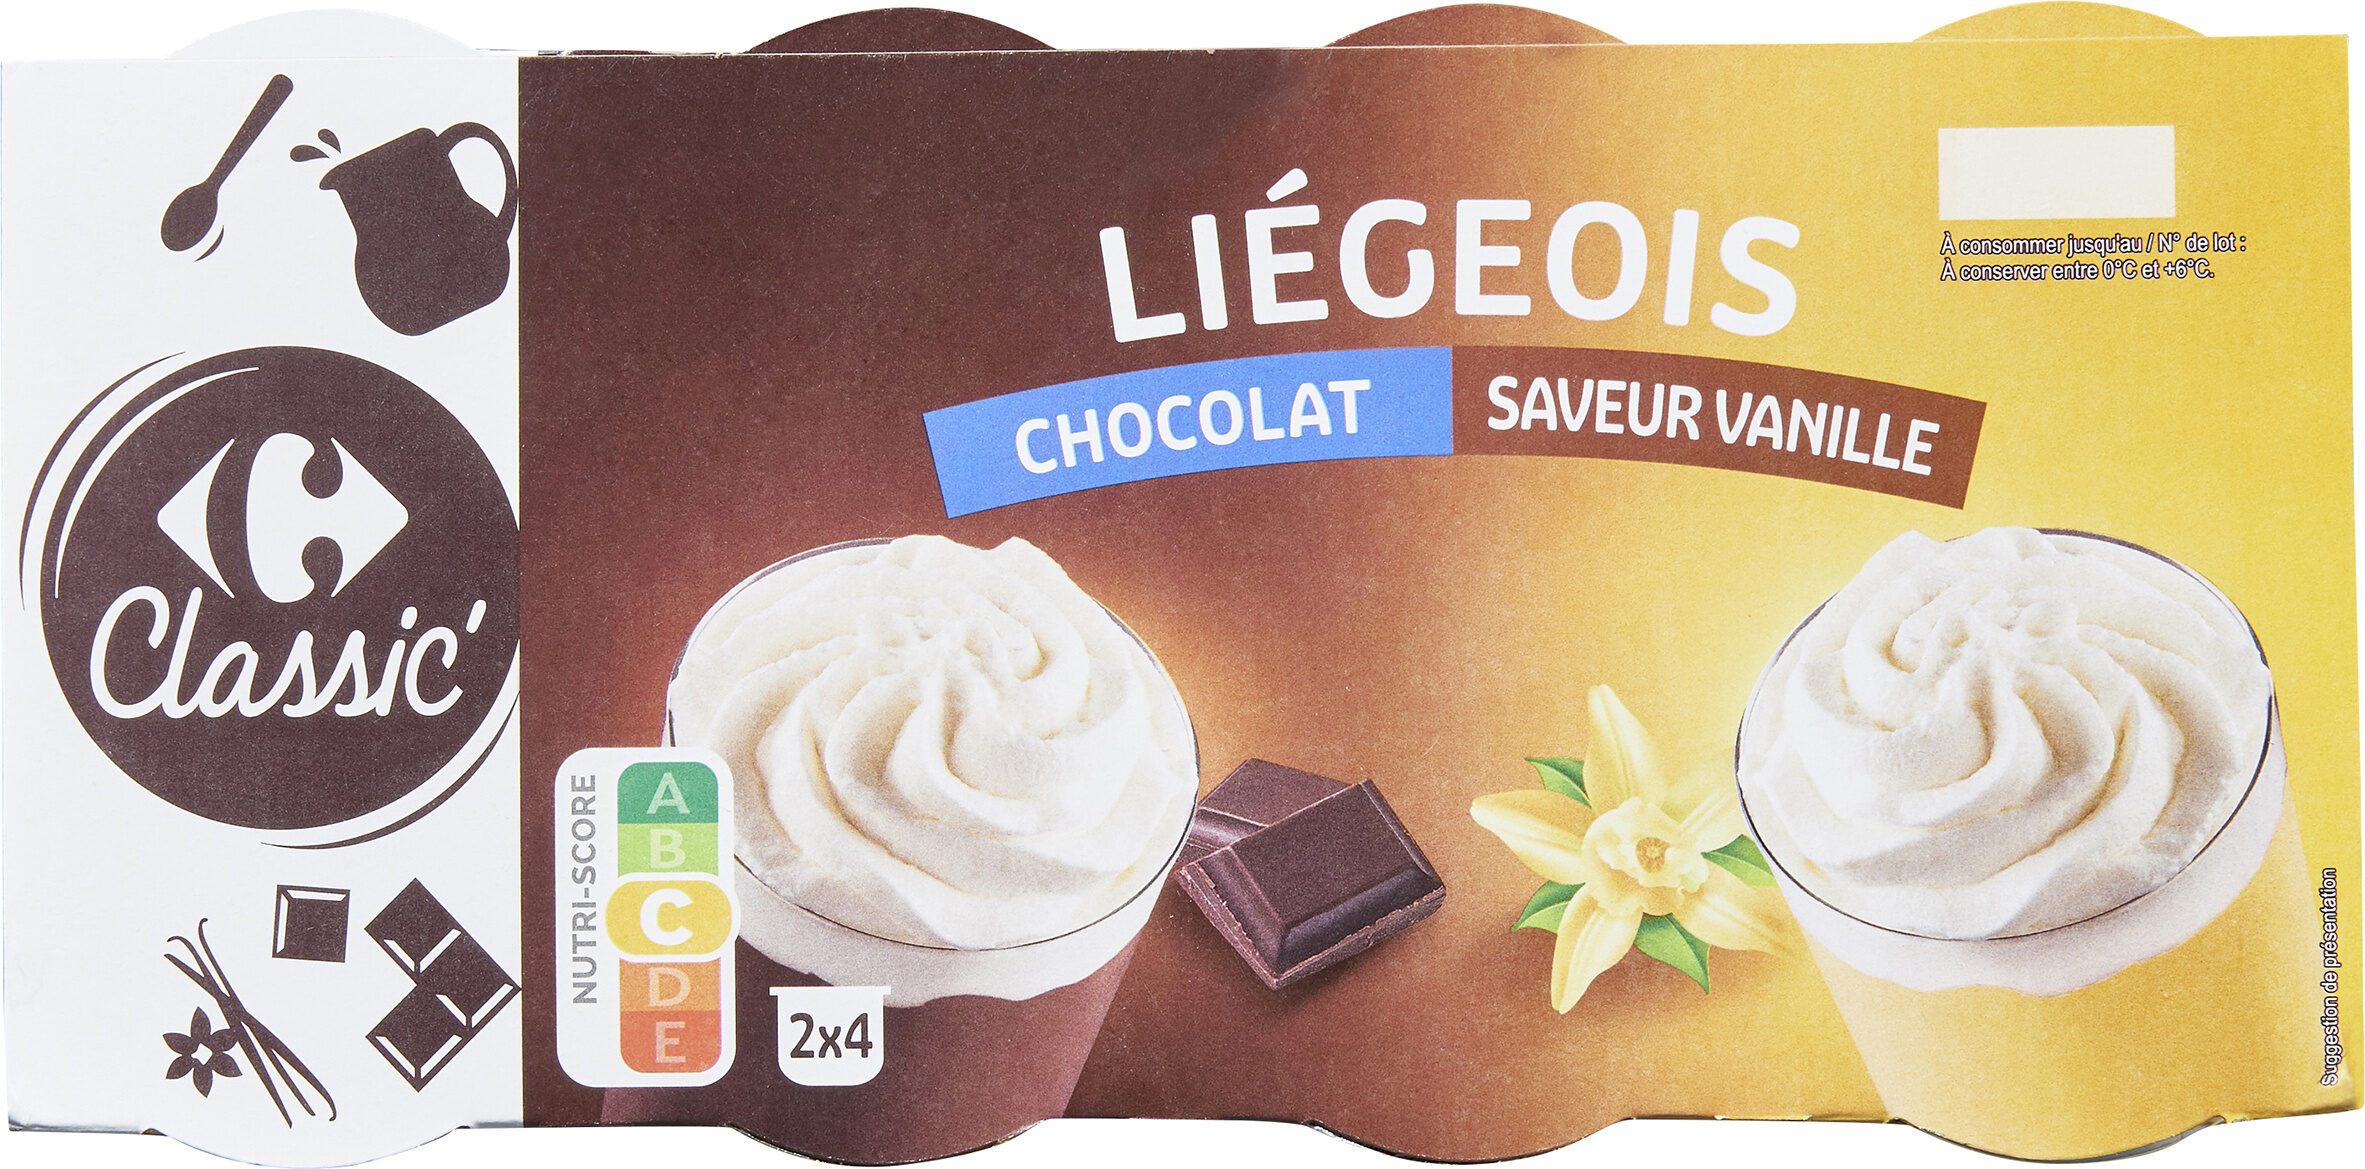 LIÉGEOIS
CHOCOLAT
SAVEUR VANILLE
À consommer jusqu'au / N° de lot :
À conserver entre 0°C et +6°C.
C
Classic'
NUTRI-SCORE
A
B
C
D
E
2x4
Suggestion de présentation